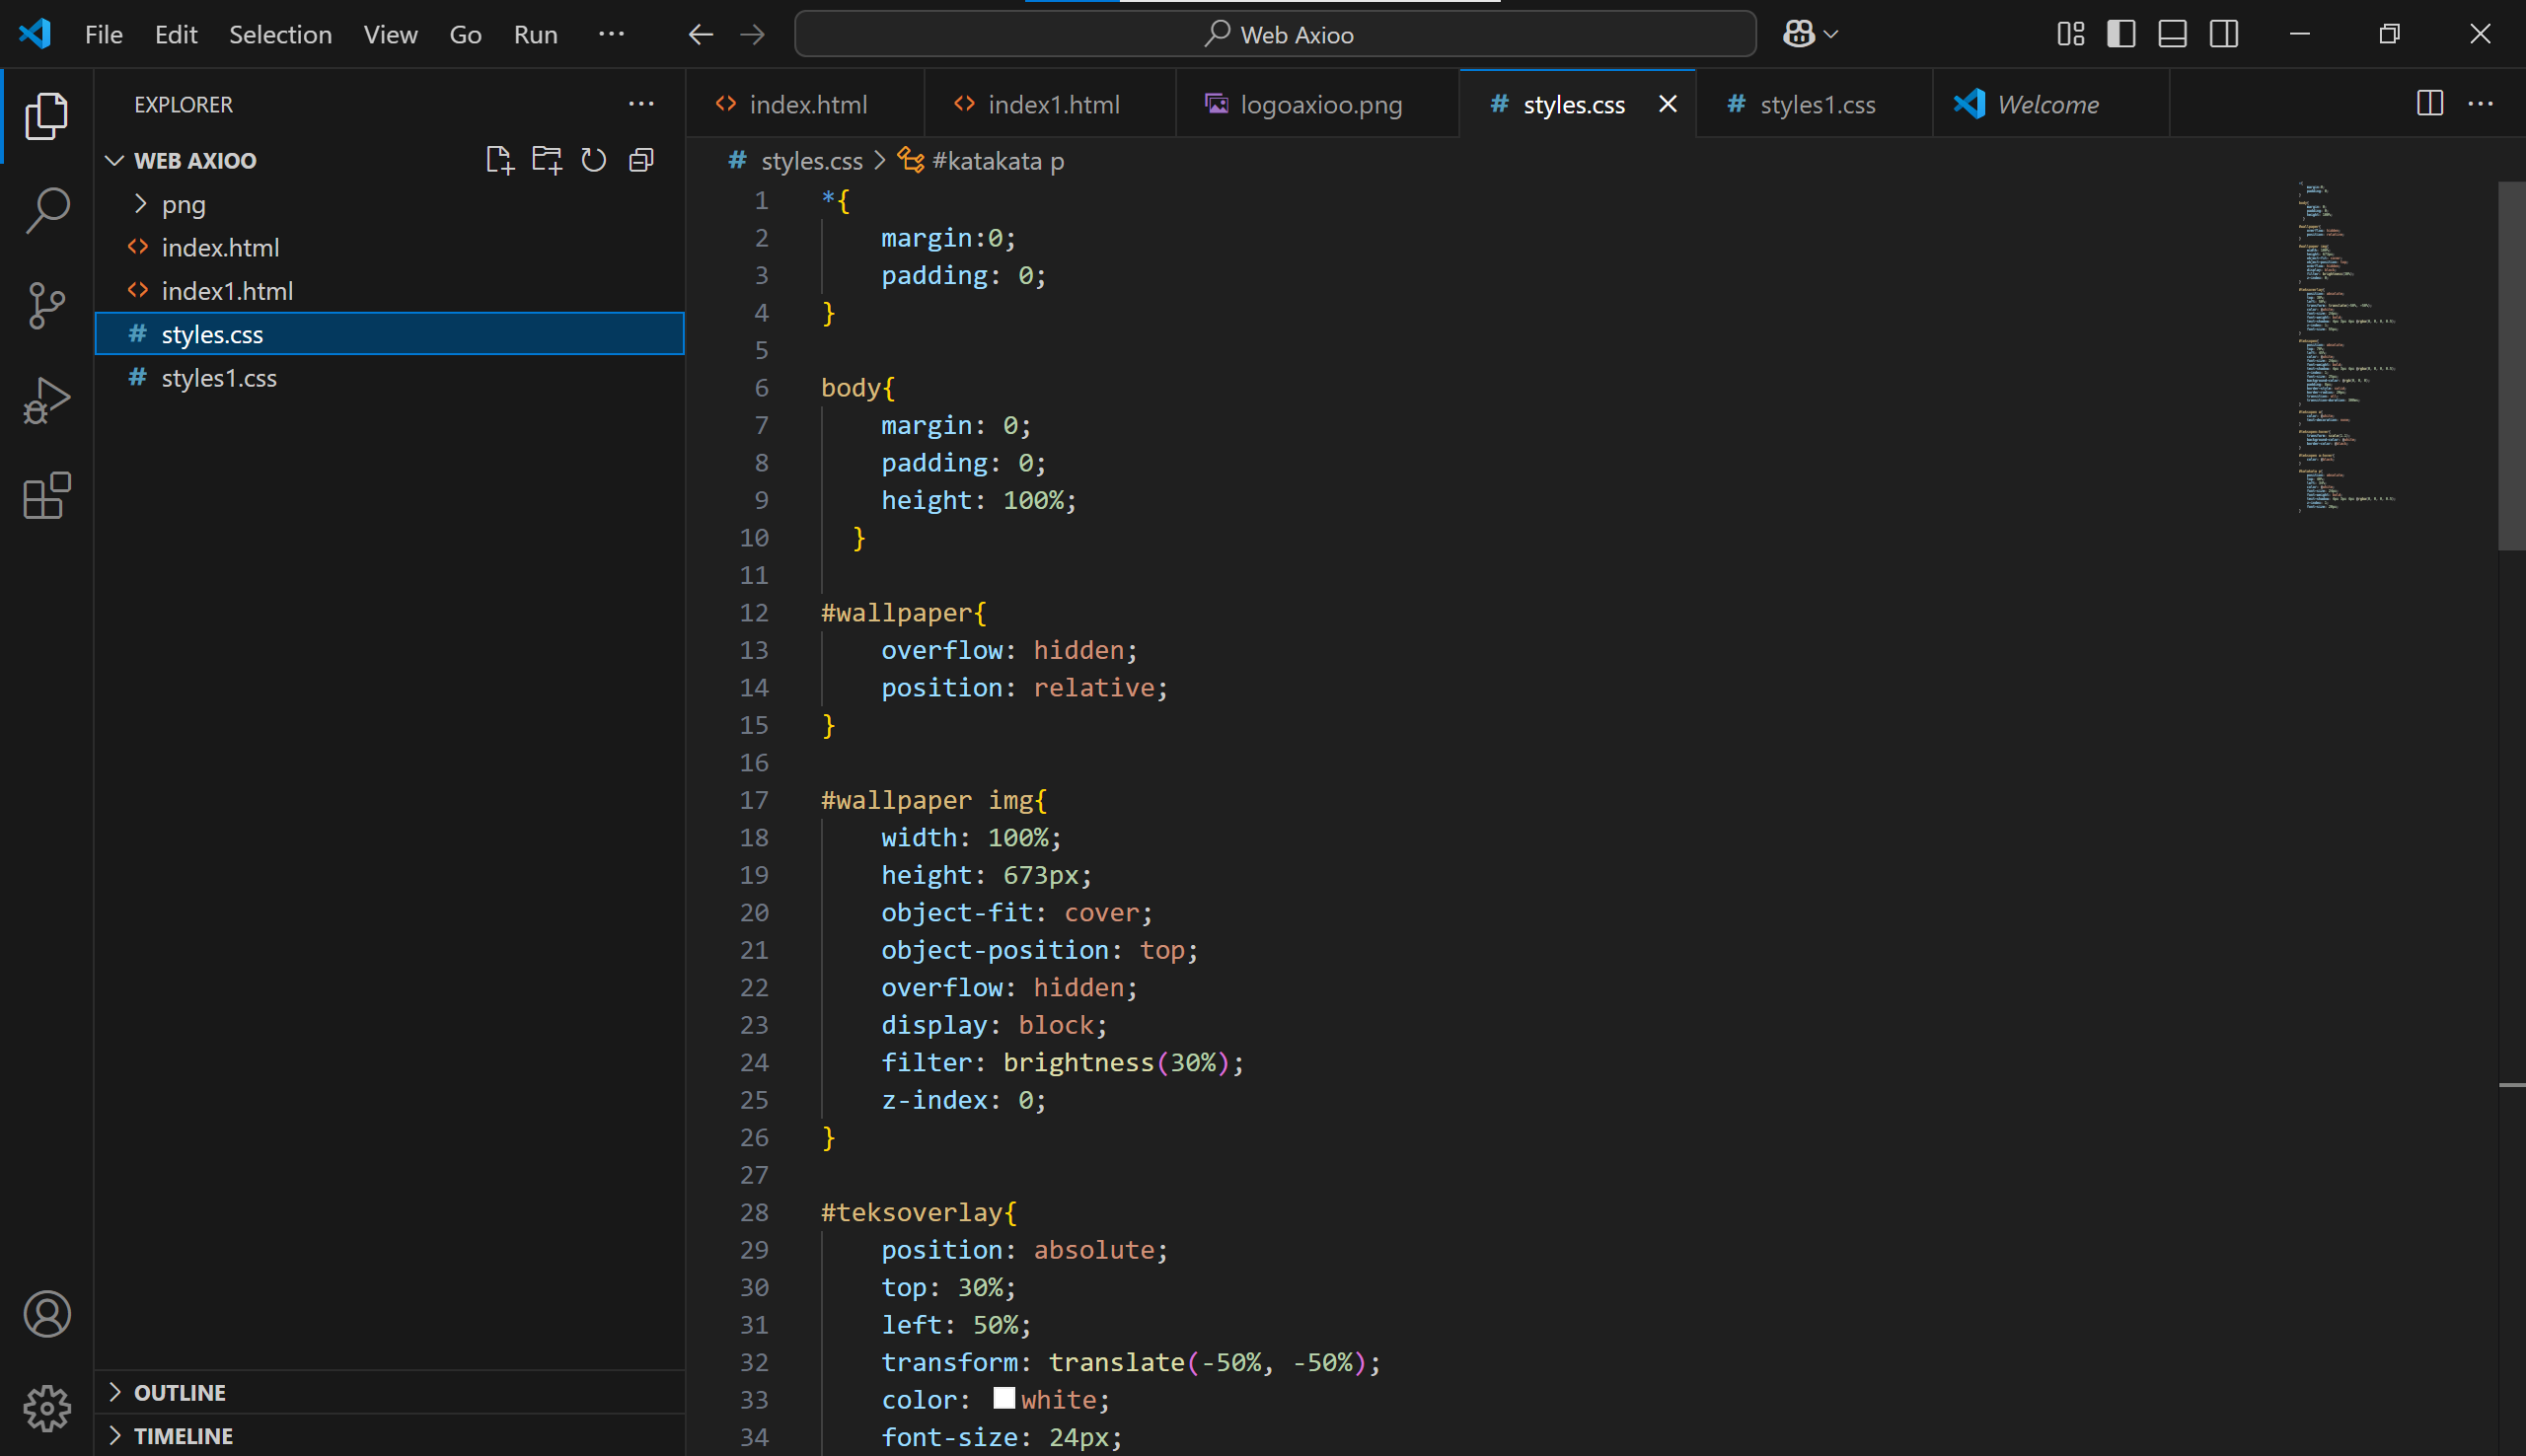 File Edit Selection View Go Run ··· Web Axioo
EXPLORER
WEB AXIOO
png
index.html
index1.html
styles.css
styles1.css
OUTLINE
TIMELINE
index.html index1.html logoaxioo.png styles.css styles1.css Welcome
# styles.css > #katakata p
1 *{
2     margin:0;
3     padding: 0;
4 }
5
6 body{
7     margin: 0;
8     padding: 0;
9     height: 100%;
10   }
11
12 #wallpaper{
13     overflow: hidden;
14     position: relative;
15 }
16
17 #wallpaper img{
18     width: 100%;
19     height: 673px;
20     object-fit: cover;
21     object-position: top;
22     overflow: hidden;
23     display: block;
24     filter: brightness(30%);
25     z-index: 0;
26 }
27
28 #teksoverlay{
29     position: absolute;
30     top: 30%;
31     left: 50%;
32     transform: translate(-50%, -50%);
33     color: white;
34     font-size: 24px;